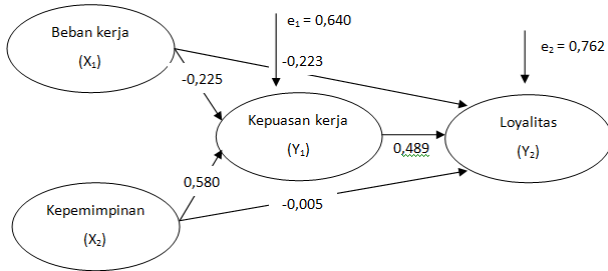 Beban kerja
(X₁)
e₁ = 0,640
e₂ = 0,762
-0,223
-0,225
Kepuasan kerja
(Y₁)
0,489
Loyalitas
(Y₂)
0,580
Kepemimpinan
(X₂)
-0,005